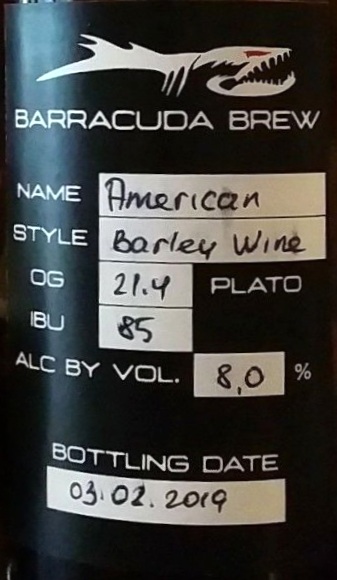 BARRACUDA BREW
NAME American
STYLE Barley Wine
OG 21.4 PLATO
IBU 85
ALC BY VOL. 8,0 %
BOTTLING DATE
03.02.2019